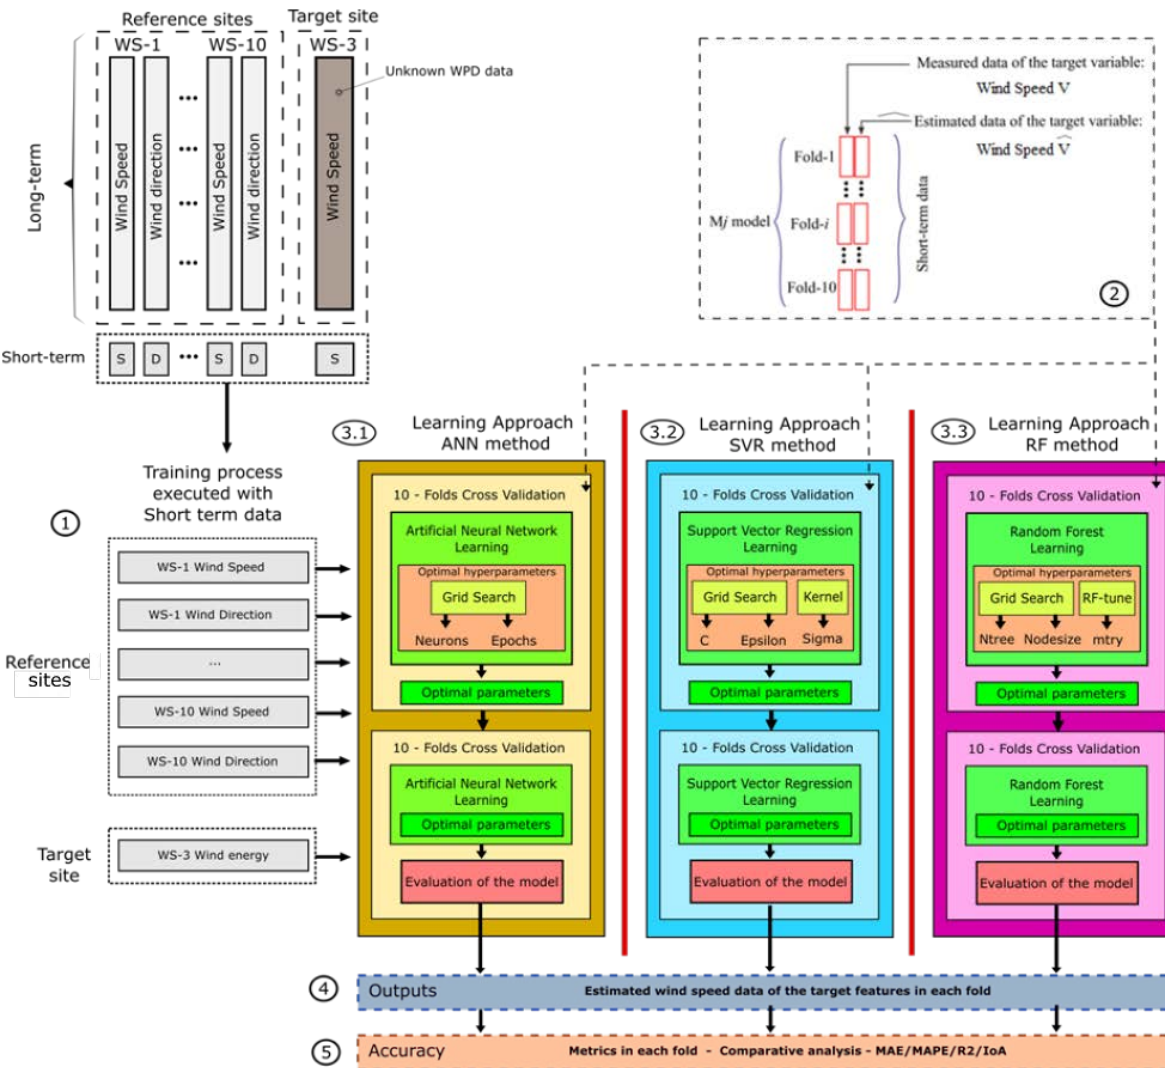 Reference sites
Target site
WS-1
WS-10
WS-3
Unknown WPD data
Long-term
Wind Speed
Wind direction
...
...
...
...
Wind Speed
Wind direction
Wind Speed
Short-term
S
D
...
S
D
S
Measured data of the target variable:
Wind Speed V
Estimated data of the target variable:
Wind Speed V̂
Mj model
Fold-1
Fold-i
Fold-10
Short-term data
2
Training process
executed with
Short term data
1
WS-1 Wind Speed
WS-1 Wind Direction
...
WS-10 Wind Speed
WS-10 Wind Direction
Reference
sites
Target
site
WS-3 Wind energy
3.1
Learning Approach
ANN method
10 - Folds Cross Validation
Artificial Neural Network
Learning
Optimal hyperparameters
Grid Search
Neurons
Epochs
Optimal parameters
10 - Folds Cross Validation
Artificial Neural Network
Learning
Optimal parameters
Evaluation of the model
3.2
Learning Approach
SVR method
10 - Folds Cross Validation
Support Vector Regression
Learning
Optimal hyperparameters
Grid Search
Kernel
C
Epsilon
Sigma
Optimal parameters
10 - Folds Cross Validation
Support Vector Regression
Learning
Optimal parameters
Evaluation of the model
3.3
Learning Approach
RF method
10 - Folds Cross Validation
Random Forest
Learning
Optimal hyperparameters
Grid Search
RF-tune
Ntree
Nodesize
mtry
Optimal parameters
10 - Folds Cross Validation
Random Forest
Learning
Optimal parameters
Evaluation of the model
4
Outputs
Estimated wind speed data of the target features in each fold
5
Accuracy
Metrics in each fold - Comparative analysis - MAE/MAPE/R2/IoA